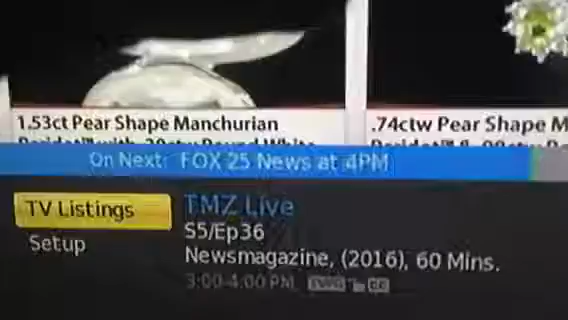 1.53ct Pear Shape Manchurian
.74ctw Pear Shape M
On Next: FOX 25 News at 4PM
TV Listings
Setup
TMZ Live
S5/Ep36
Newsmagazine, (2016), 60 Mins.
3:00-4:00 PM CC